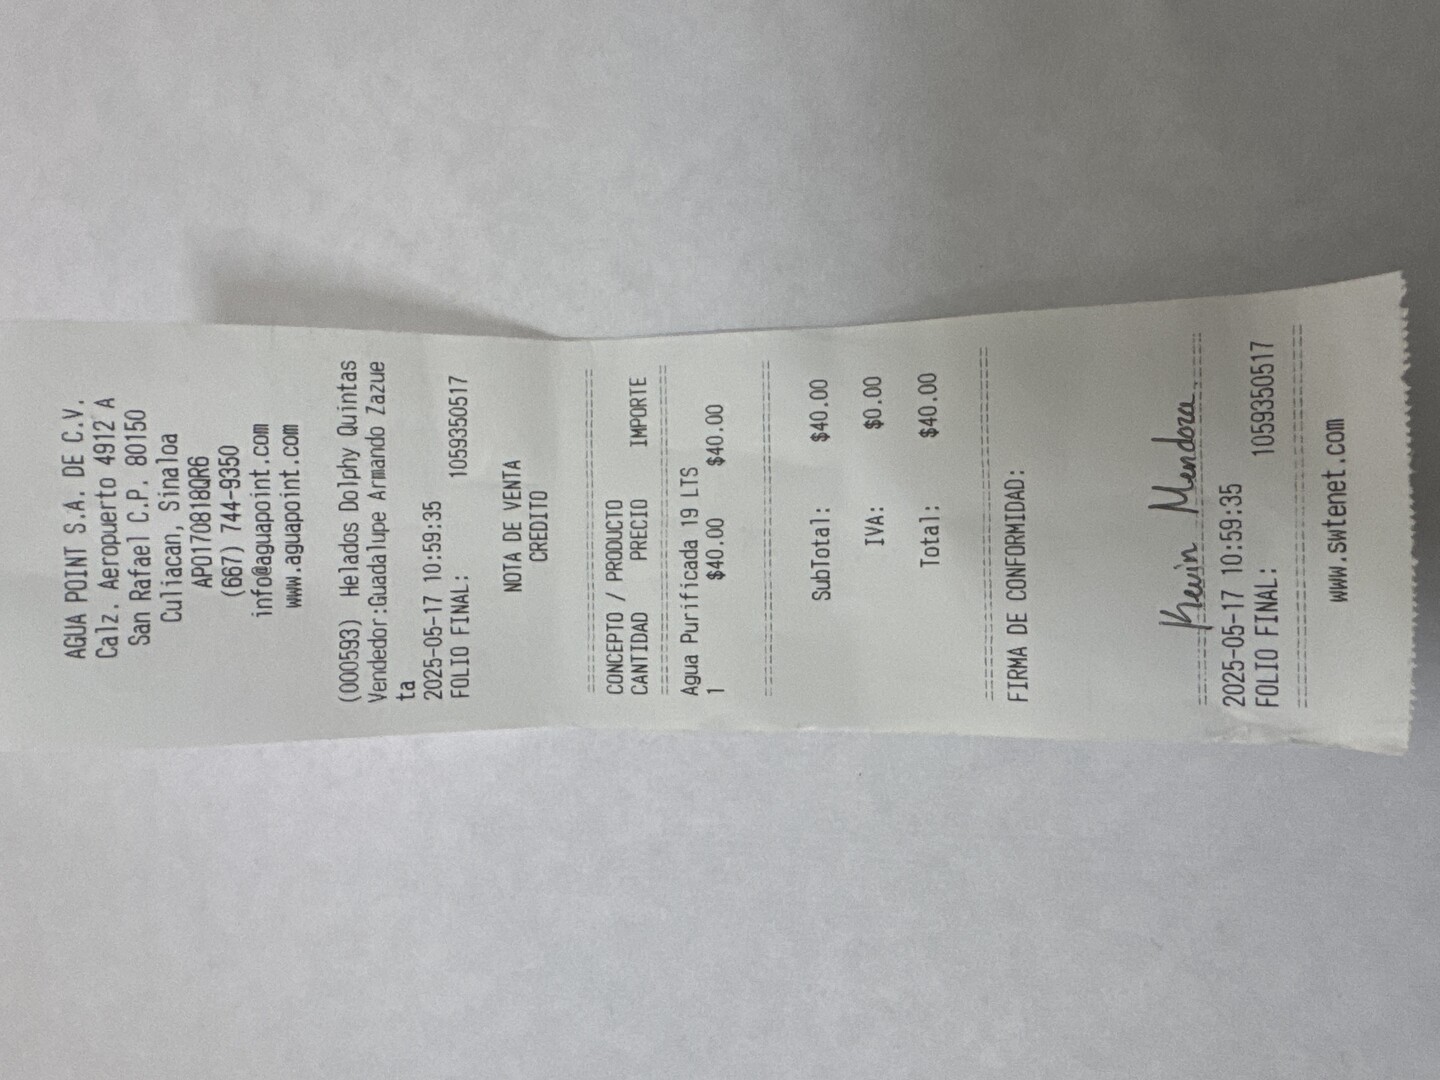 AGUA POINT S.A. DE C.V.
Calz. Aeropuerto 4912 A
San Rafael C.P. 80150
Culiacan, Sinaloa
APO170818QR6
(667) 744-9350
info@aguapoint.com
www.aguapoint.com
(000593) Helados Dolphy Quintas
Vendedor:Guadalupe Armando Zazue
ta
2025-05-17 10:59:35
FOLIO FINAL: 1059350517
NOTA DE VENTA
CREDITO
CONCEPTO / PRODUCTO
CANTIDAD PRECIO IMPORTE
Agua Purificada 19 LTS
1 $40.00 $40.00
SubTotal: $40.00
IVA: $0.00
Total: $40.00
FIRMA DE CONFORMIDAD:
Kevin Mendoza.
2025-05-17 10:59:35
FOLIO FINAL: 1059350517
www.swtenet.com